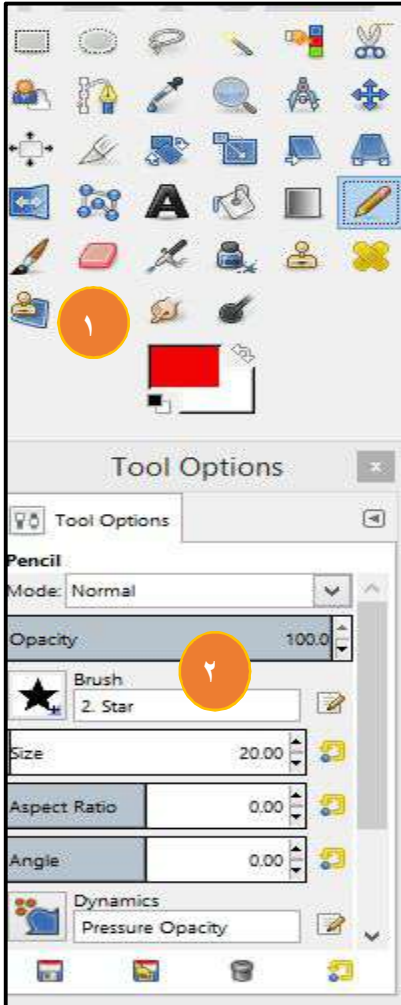 ١
Tool Options
Tool Options
Pencil
Mode: Normal
Opacity 100.0
٢
Brush
2. Star
Size 20.00
Aspect Ratio 0.00
Angle 0.00
Dynamics
Pressure Opacity